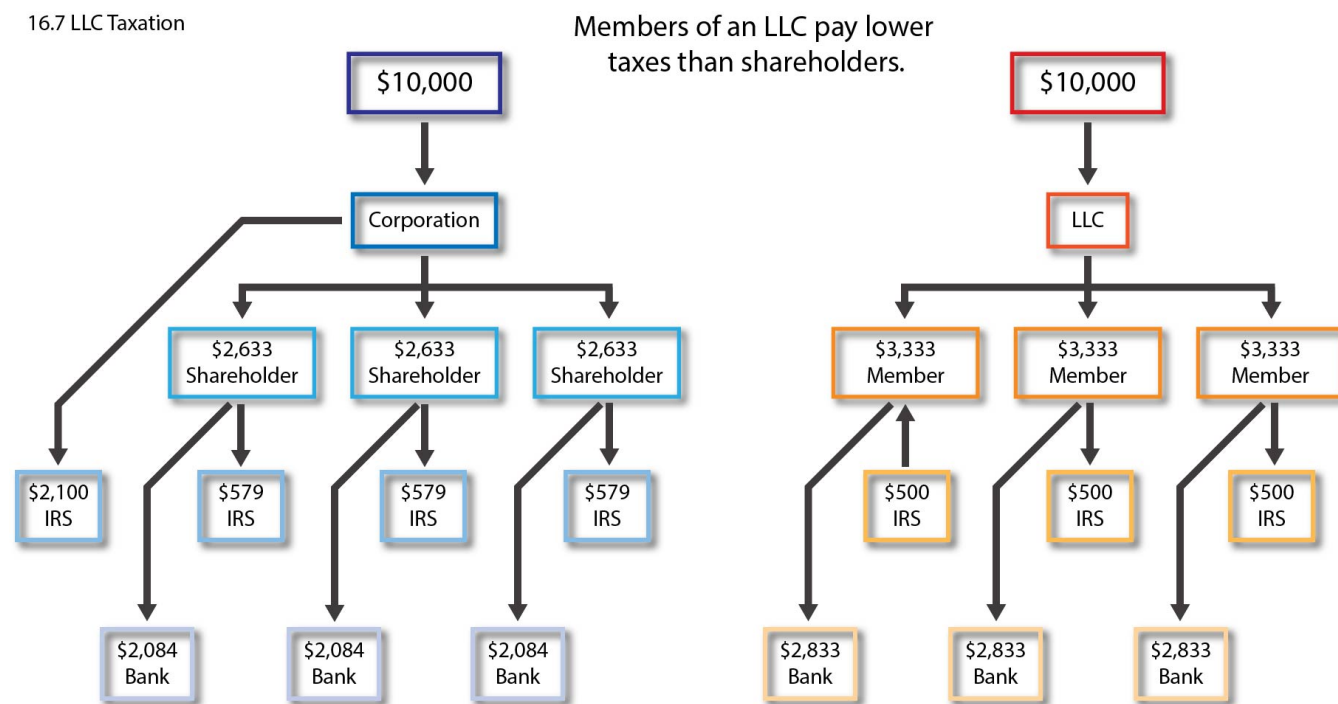 16.7 LLC Taxation
Members of an LLC pay lower
taxes than shareholders.
$10,000
$10,000
Corporation
LLC
$2,633
Shareholder
$2,633
Shareholder
$2,633
Shareholder
$3,333
Member
$3,333
Member
$3,333
Member
$2,100
IRS
$579
IRS
$579
IRS
$579
IRS
$500
IRS
$500
IRS
$500
IRS
$2,084
Bank
$2,084
Bank
$2,084
Bank
$2,833
Bank
$2,833
Bank
$2,833
Bank